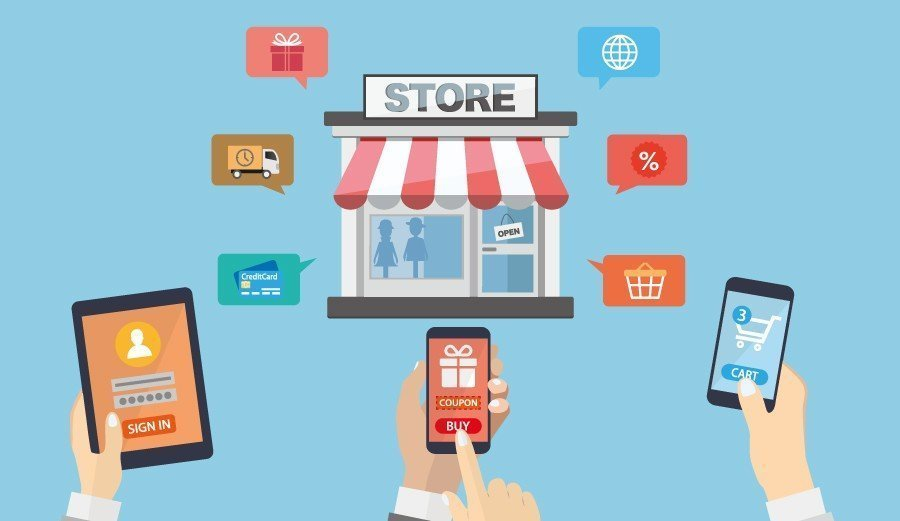 STORE
%
OPEN
CreditCard
3
CART
SIGN IN
COUPON
BUY